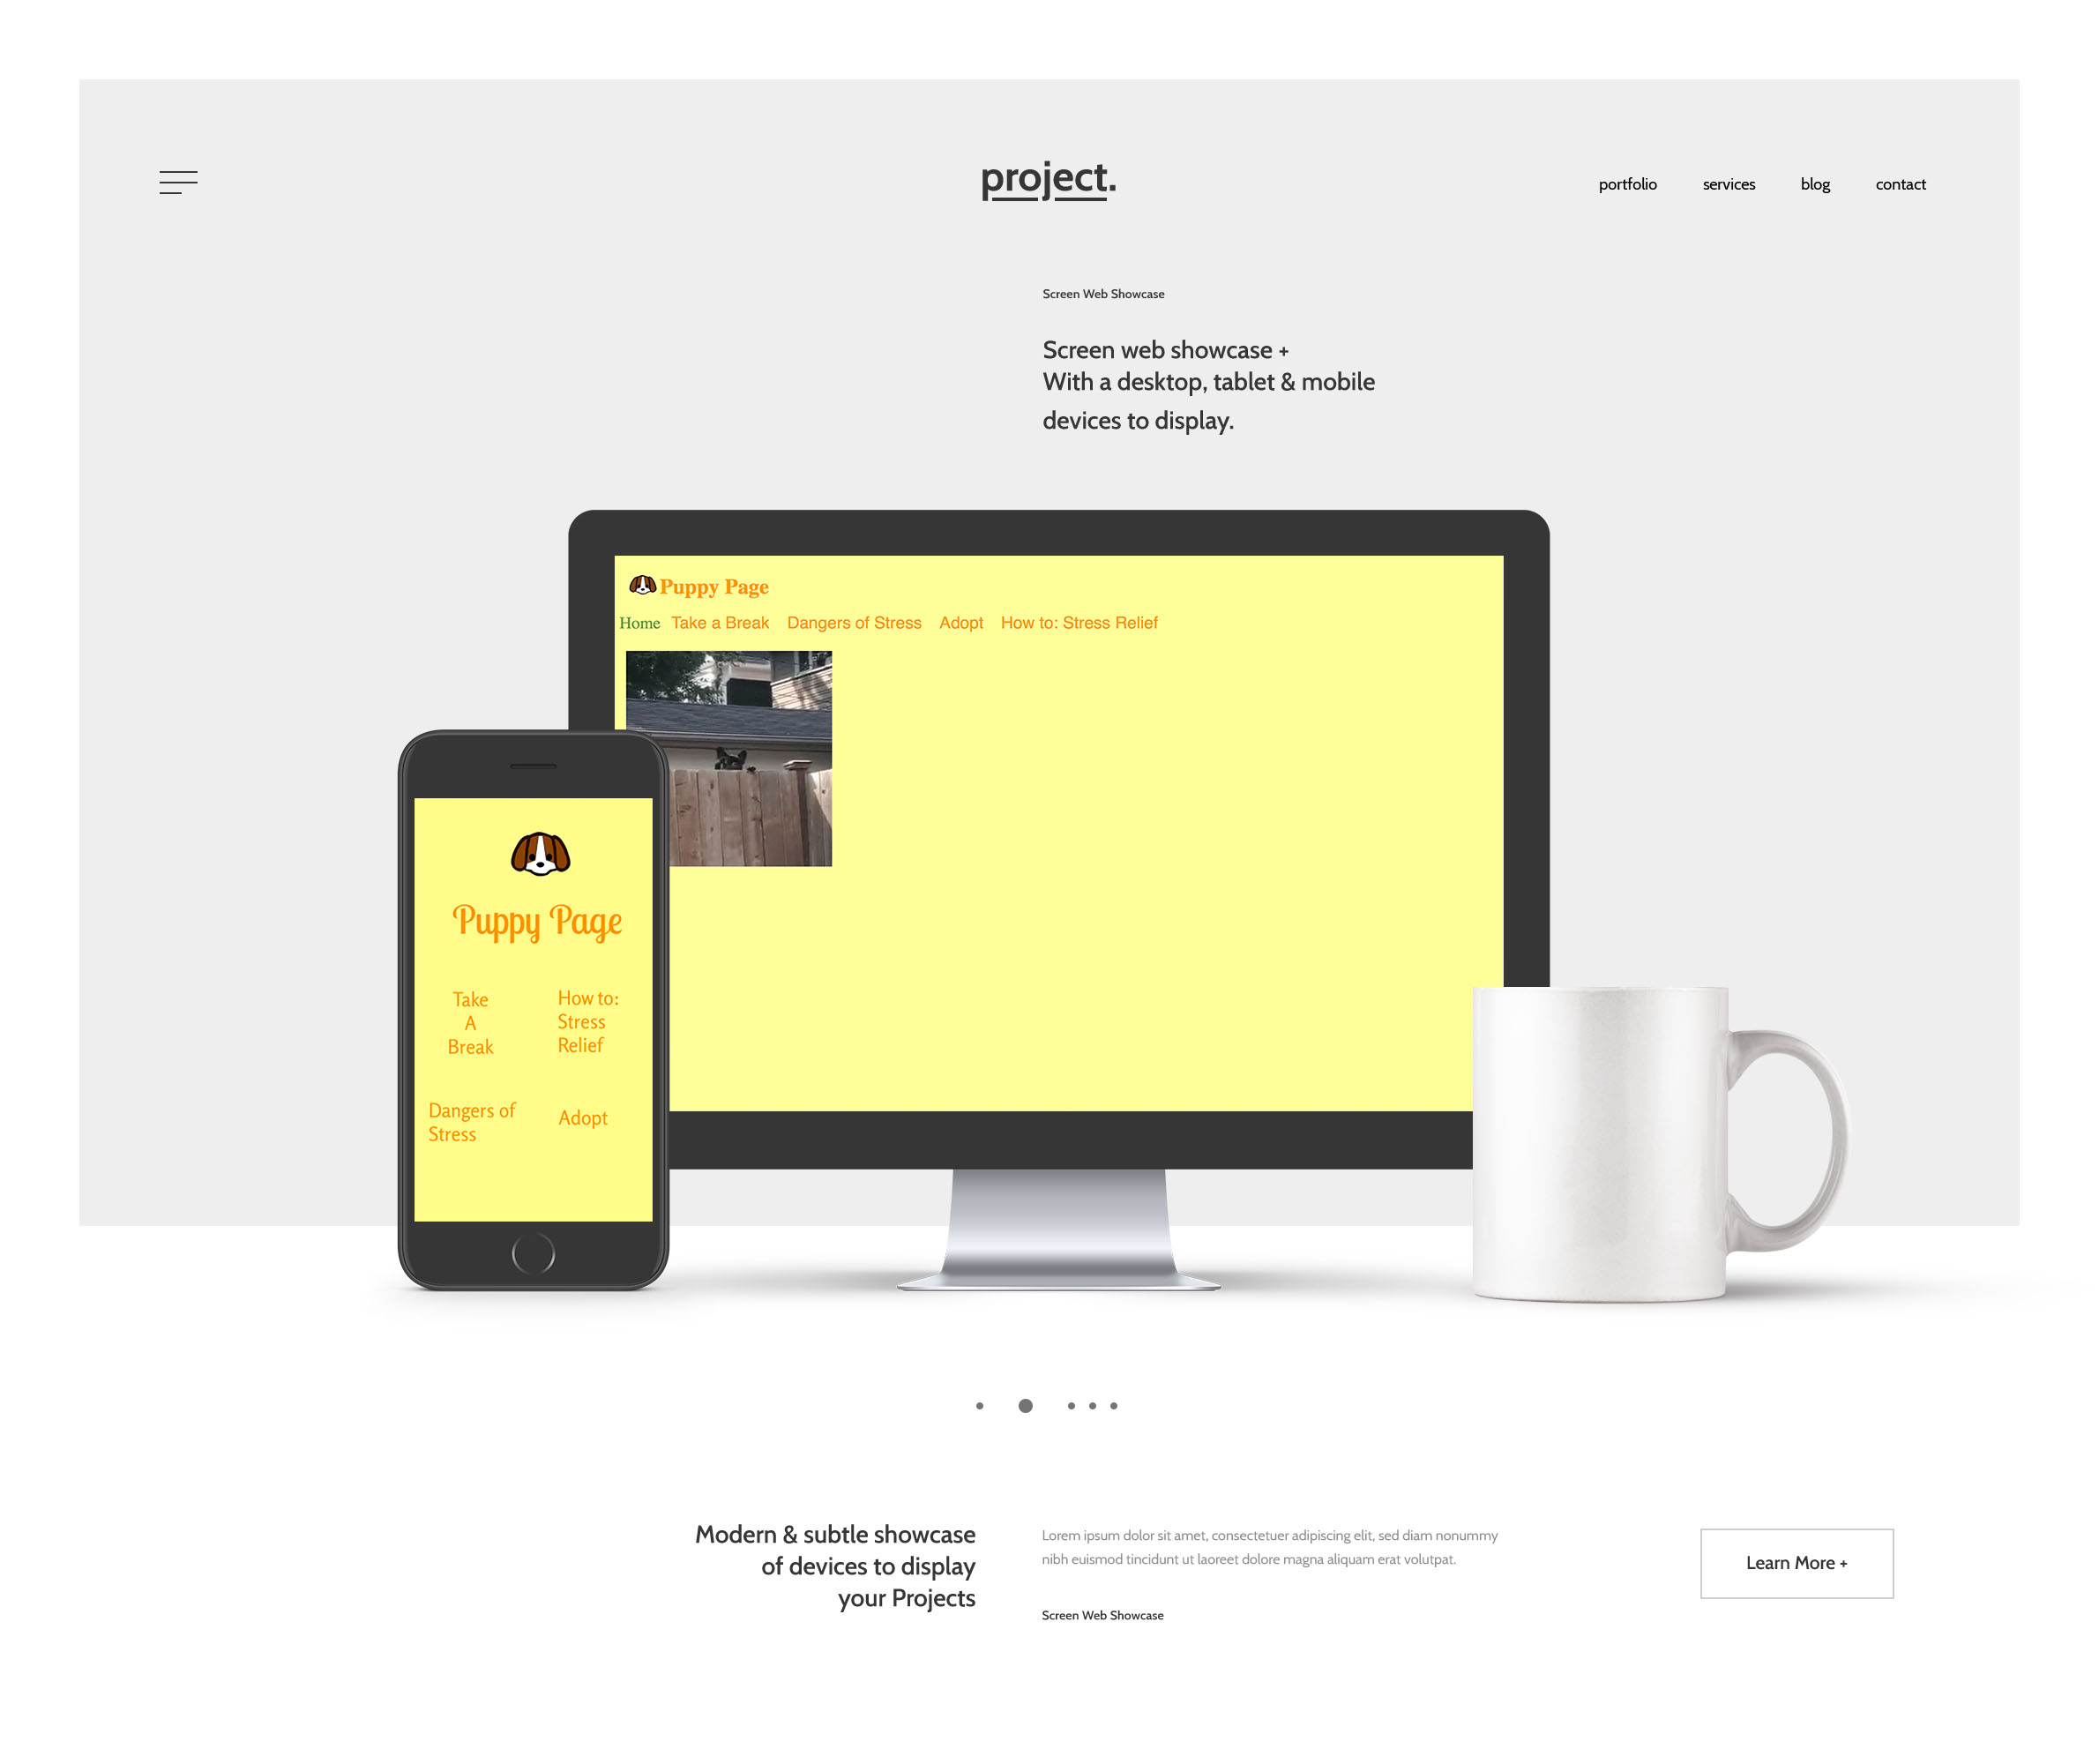 project.
portfolio services blog contact
Screen Web Showcase
Screen web showcase +
With a desktop, tablet & mobile
devices to display.
Puppy Page
Home Take a Break Dangers of Stress Adopt How to: Stress Relief
Puppy Page
Take
A
Break
How to:
Stress
Relief
Dangers of
Stress
Adopt
Modern & subtle showcase
of devices to display
your Projects
Lorem ipsum dolor sit amet, consectetuer adipiscing elit, sed diam nonummy
nibh euismod tincidunt ut laoreet dolore magna aliquam erat volutpat.
Screen Web Showcase
Learn More +